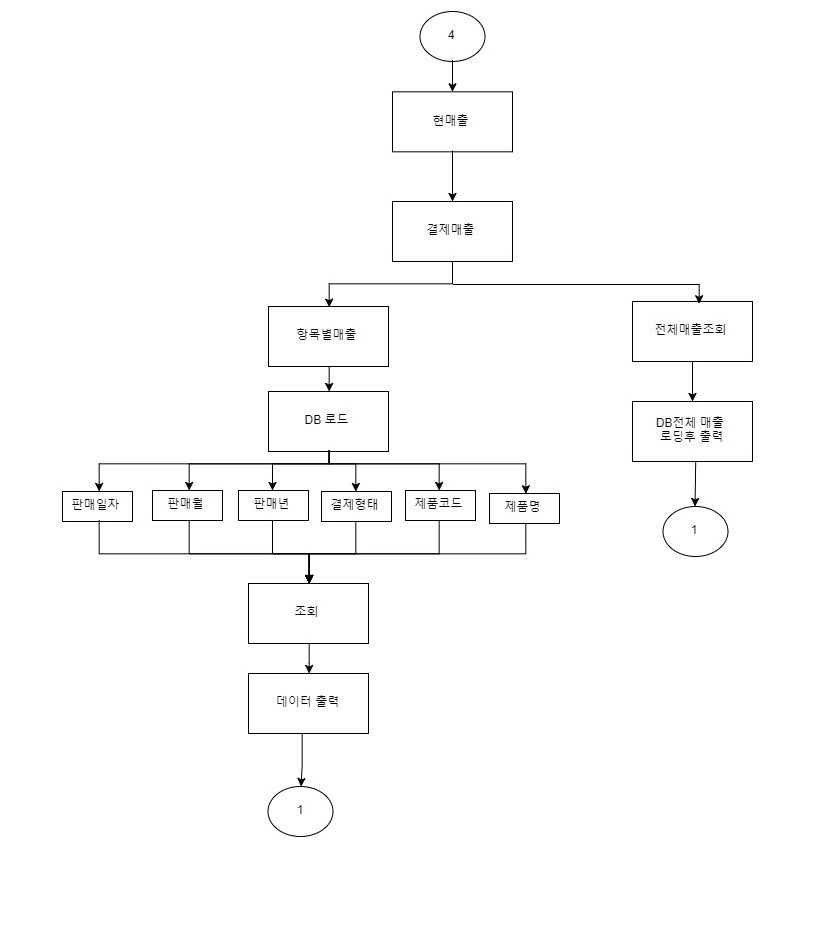 4
현매출
결제매출
항목별매출
전체매출조회
DB 로드
DB전체 매출
로딩후 출력
판매일자
판매월
판매년
결제형태
제품코드
제품명
1
조회
데이터 출력
1